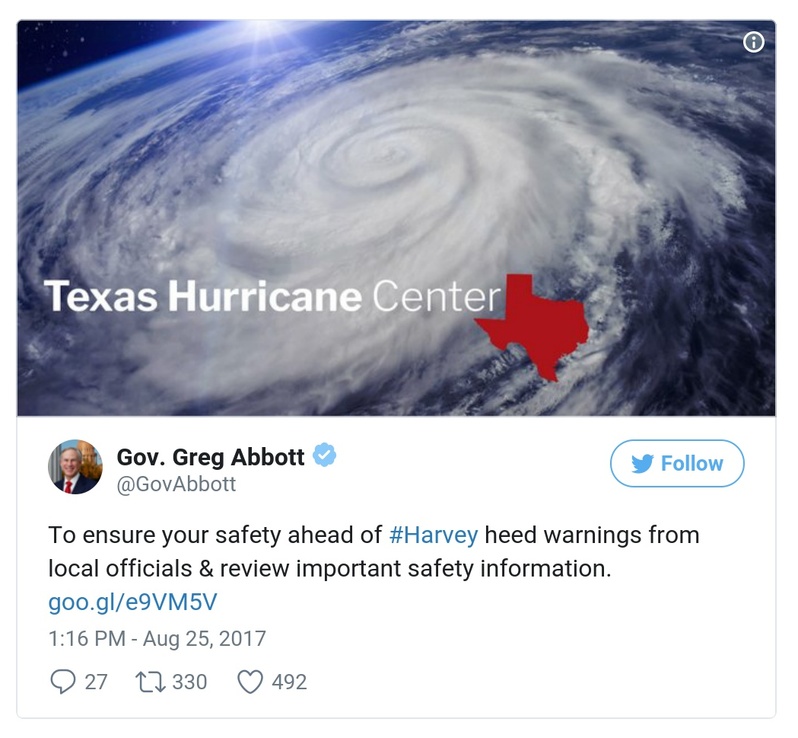 Texas Hurricane Center
Gov. Greg Abbott
@GovAbbott
Follow
To ensure your safety ahead of #Harvey heed warnings from
local officials & review important safety information.
goo.gl/e9VM5V
1:16 PM - Aug 25, 2017
27 330 492